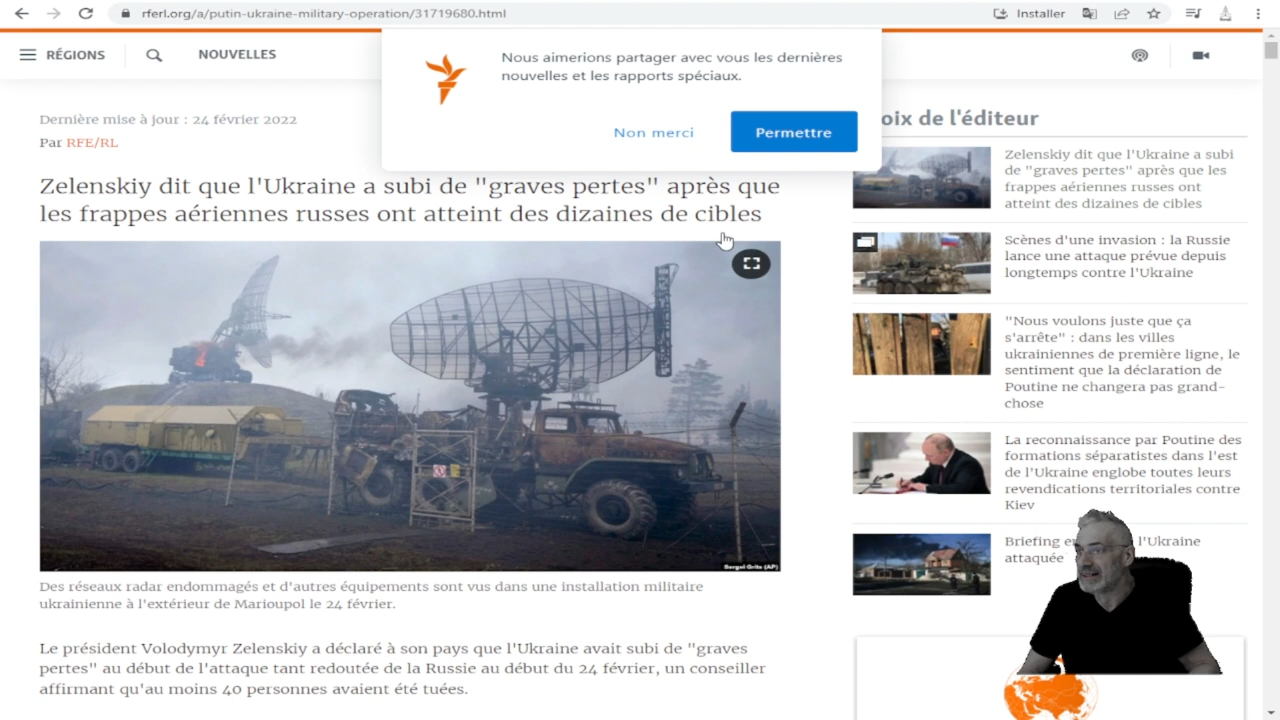 rferl.org/a/putin-ukraine-military-operation/31719680.html
Installer
RÉGIONS
NOUVELLES
Nous aimerions partager avec vous les dernières
nouvelles et les rapports spéciaux.
Non merci
Permettre
Dernière mise à jour : 24 février 2022
Par RFE/RL
Zelenskiy dit que l'Ukraine a subi de "graves pertes" après que
les frappes aériennes russes ont atteint des dizaines de cibles
Sergei Grits (AP)
Des réseaux radar endommagés et d'autres équipements sont vus dans une installation militaire
ukrainienne à l'extérieur de Marioupol le 24 février.
Le président Volodymyr Zelenskiy a déclaré à son pays que l'Ukraine avait subi de "graves
pertes" au début de l'attaque tant redoutée de la Russie au début du 24 février, un conseiller
affirmant qu'au moins 40 personnes avaient été tuées.
oix de l'éditeur
Zelenskiy dit que l'Ukraine a subi
de "graves pertes" après que les
frappes aériennes russes ont
atteint des dizaines de cibles
Scènes d'une invasion : la Russie
lance une attaque prévue depuis
longtemps contre l'Ukraine
"Nous voulons juste que ça
s'arrête" : dans les villes
ukrainiennes de première ligne, le
sentiment que la déclaration de
Poutine ne changera pas grand-
chose
La reconnaissance par Poutine des
formations séparatistes dans l'est
de l'Ukraine englobe toutes leurs
revendications territoriales contre
Kiev
Briefing e l'Ukraine
attaquée